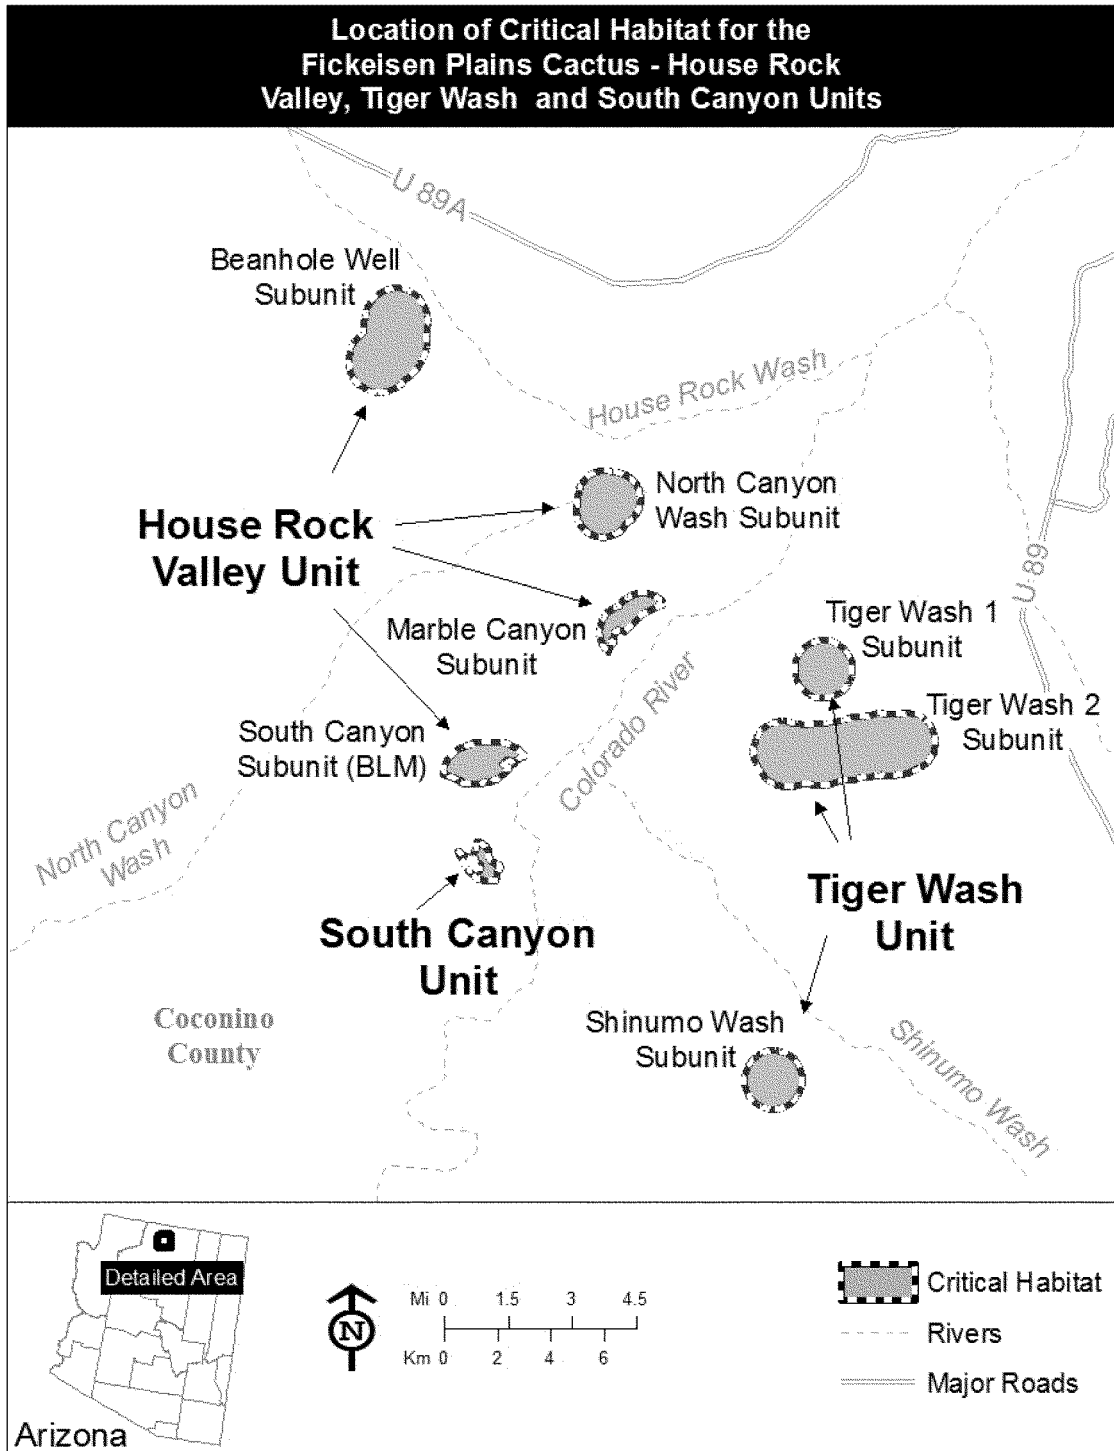 Location of Critical Habitat for the
Fickeisen Plains Cactus - House Rock
Valley, Tiger Wash and South Canyon Units
U 89A
Beanhole Well
Subunit
House Rock Wash
North Canyon
Wash Subunit
House Rock
Valley Unit
U 89
Marble Canyon
Subunit
Tiger Wash 1
Subunit
Colorado River
Tiger Wash 2
Subunit
South Canyon
Subunit (BLM)
North Canyon
Wash
Tiger Wash
Unit
South Canyon
Unit
Coconino
County
Shinumo Wash
Subunit
Shinumo Wash
Detailed Area
Arizona
N
Mi 0 1.5 3 4.5
Km 0 2 4 6
Critical Habitat
Rivers
Major Roads